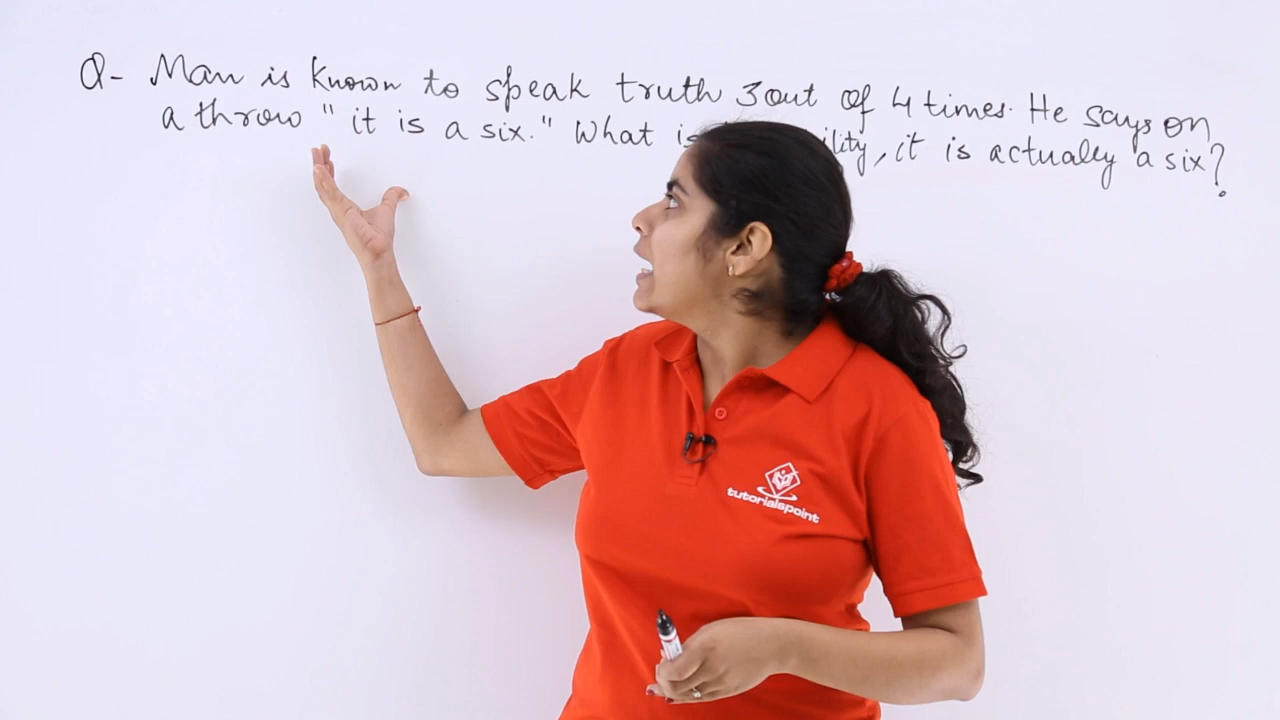 Q- Man is known to speak truth 3 out of 4 times. He says on
a throw "it is a six." What is ility, it is actually a six?
tutorialspoint